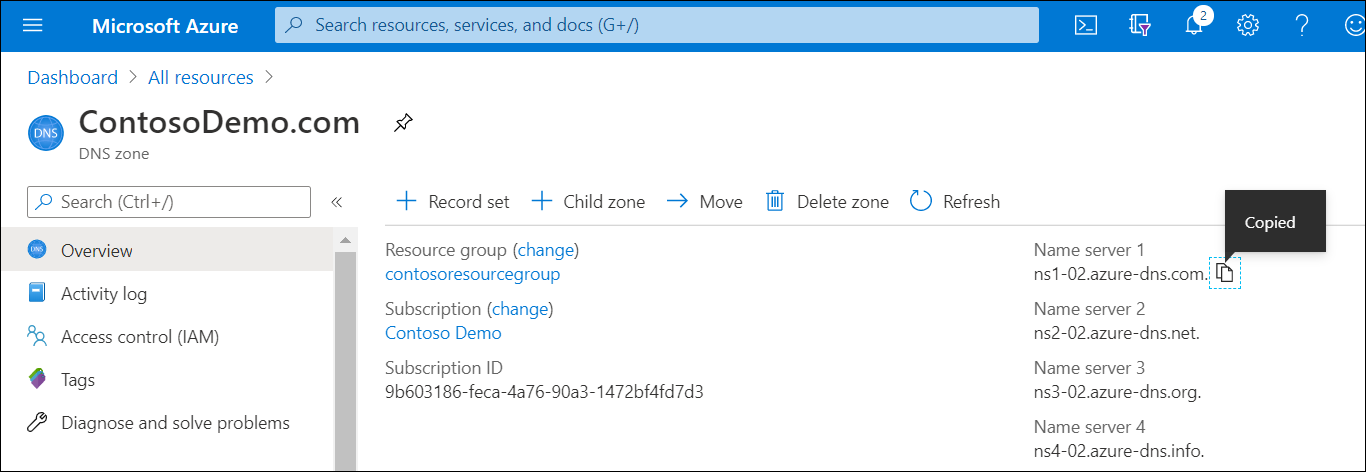 Microsoft Azure
Search resources, services, and docs (G+/)
2
Dashboard > All resources >
DNS
ContosoDemo.com
DNS zone
Search (Ctrl+/)
«
Record set
Child zone
Move
Delete zone
Refresh
Copied
DNS
Overview
Activity log
Access control (IAM)
Tags
Diagnose and solve problems
Resource group (change)
contosoresourcegroup
Subscription (change)
Contoso Demo
Subscription ID
9b603186-feca-4a76-90a3-1472bf4fd7d3
Name server 1
ns1-02.azure-dns.com.
Name server 2
ns2-02.azure-dns.net.
Name server 3
ns3-02.azure-dns.org.
Name server 4
ns4-02.azure-dns.info.